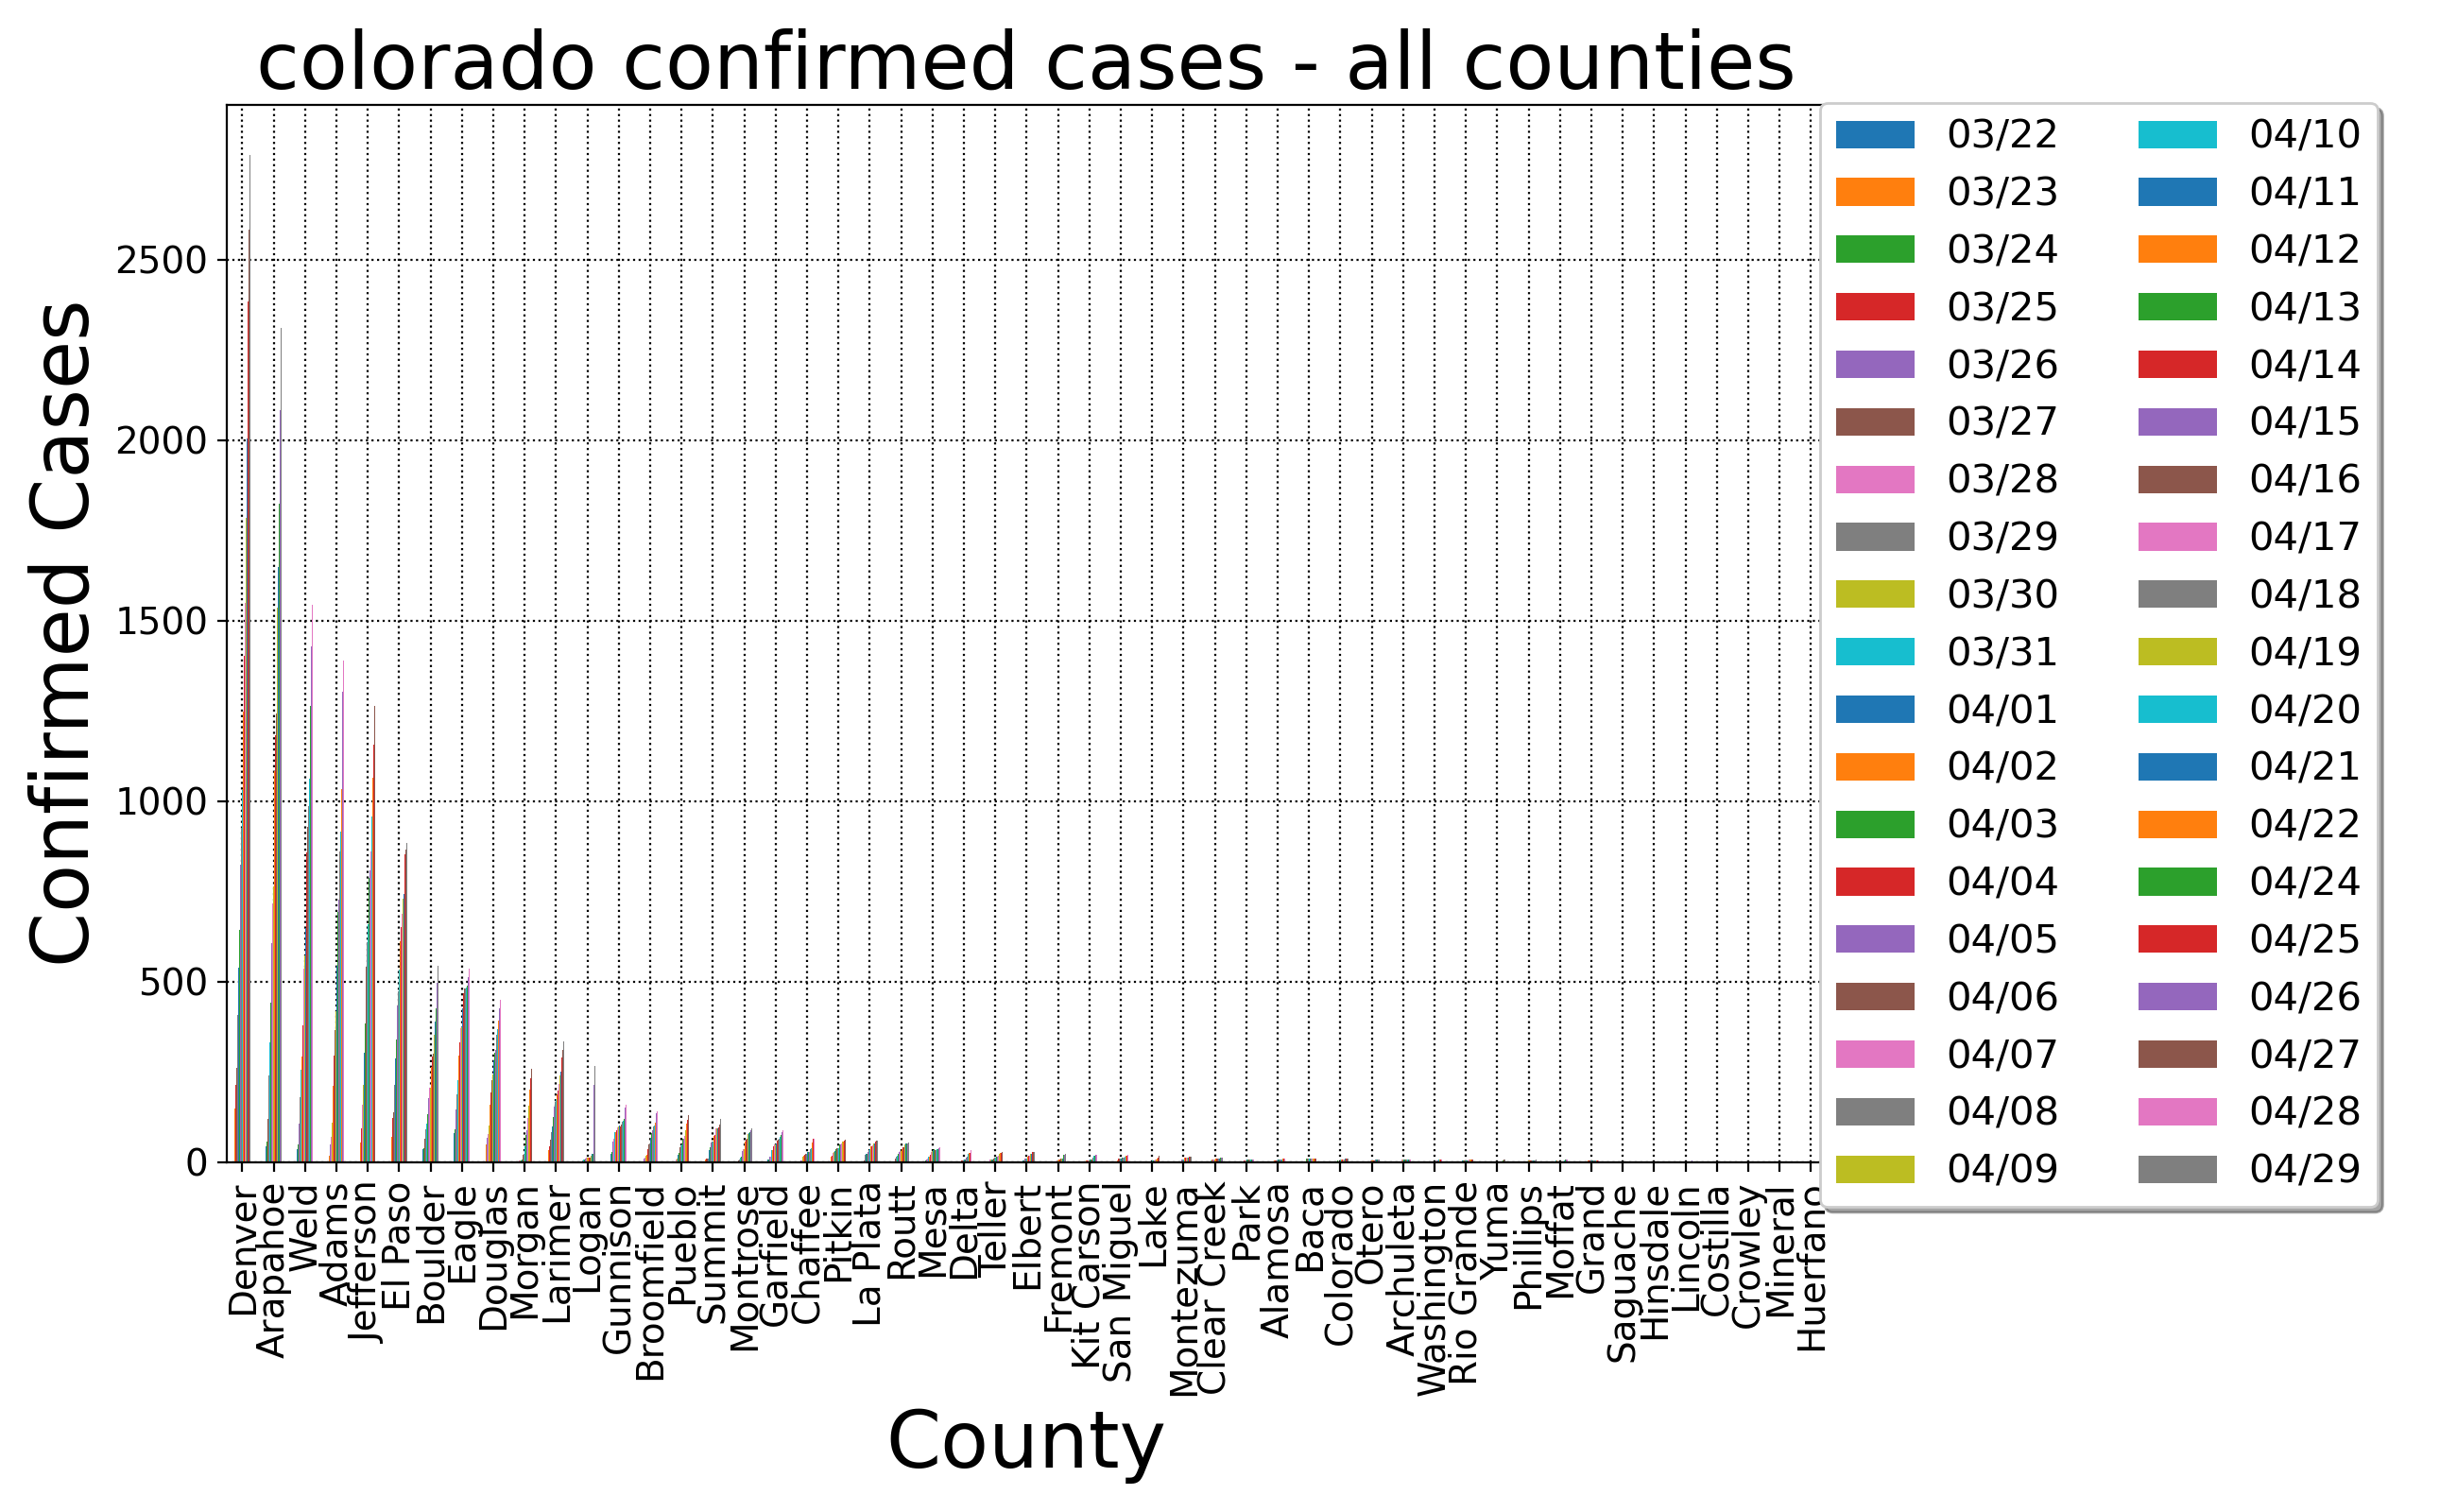 colorado confirmed cases - all counties
Confirmed Cases
2500
2000
1500
1000
500
0
Denver
Arapahoe
Weld
Adams
Jefferson
El Paso
Boulder
Eagle
Douglas
Morgan
Larimer
Logan
Gunnison
Broomfield
Pueblo
Summit
Montrose
Garfield
Chaffee
Pitkin
La Plata
Routt
Mesa
Delta
Teller
Elbert
Fremont
Kit Carson
San Miguel
Lake
Montezuma
Clear Creek
Park
Alamosa
Baca
Colorado
Otero
Archuleta
Washington
Rio Grande
Yuma
Phillips
Moffat
Grand
Saguache
Hinsdale
Lincoln
Costilla
Crowley
Mineral
Huerfano
County
03/22
03/23
03/24
03/25
03/26
03/27
03/28
03/29
03/30
03/31
04/01
04/02
04/03
04/04
04/05
04/06
04/07
04/08
04/09
04/10
04/11
04/12
04/13
04/14
04/15
04/16
04/17
04/18
04/19
04/20
04/21
04/22
04/24
04/25
04/26
04/27
04/28
04/29